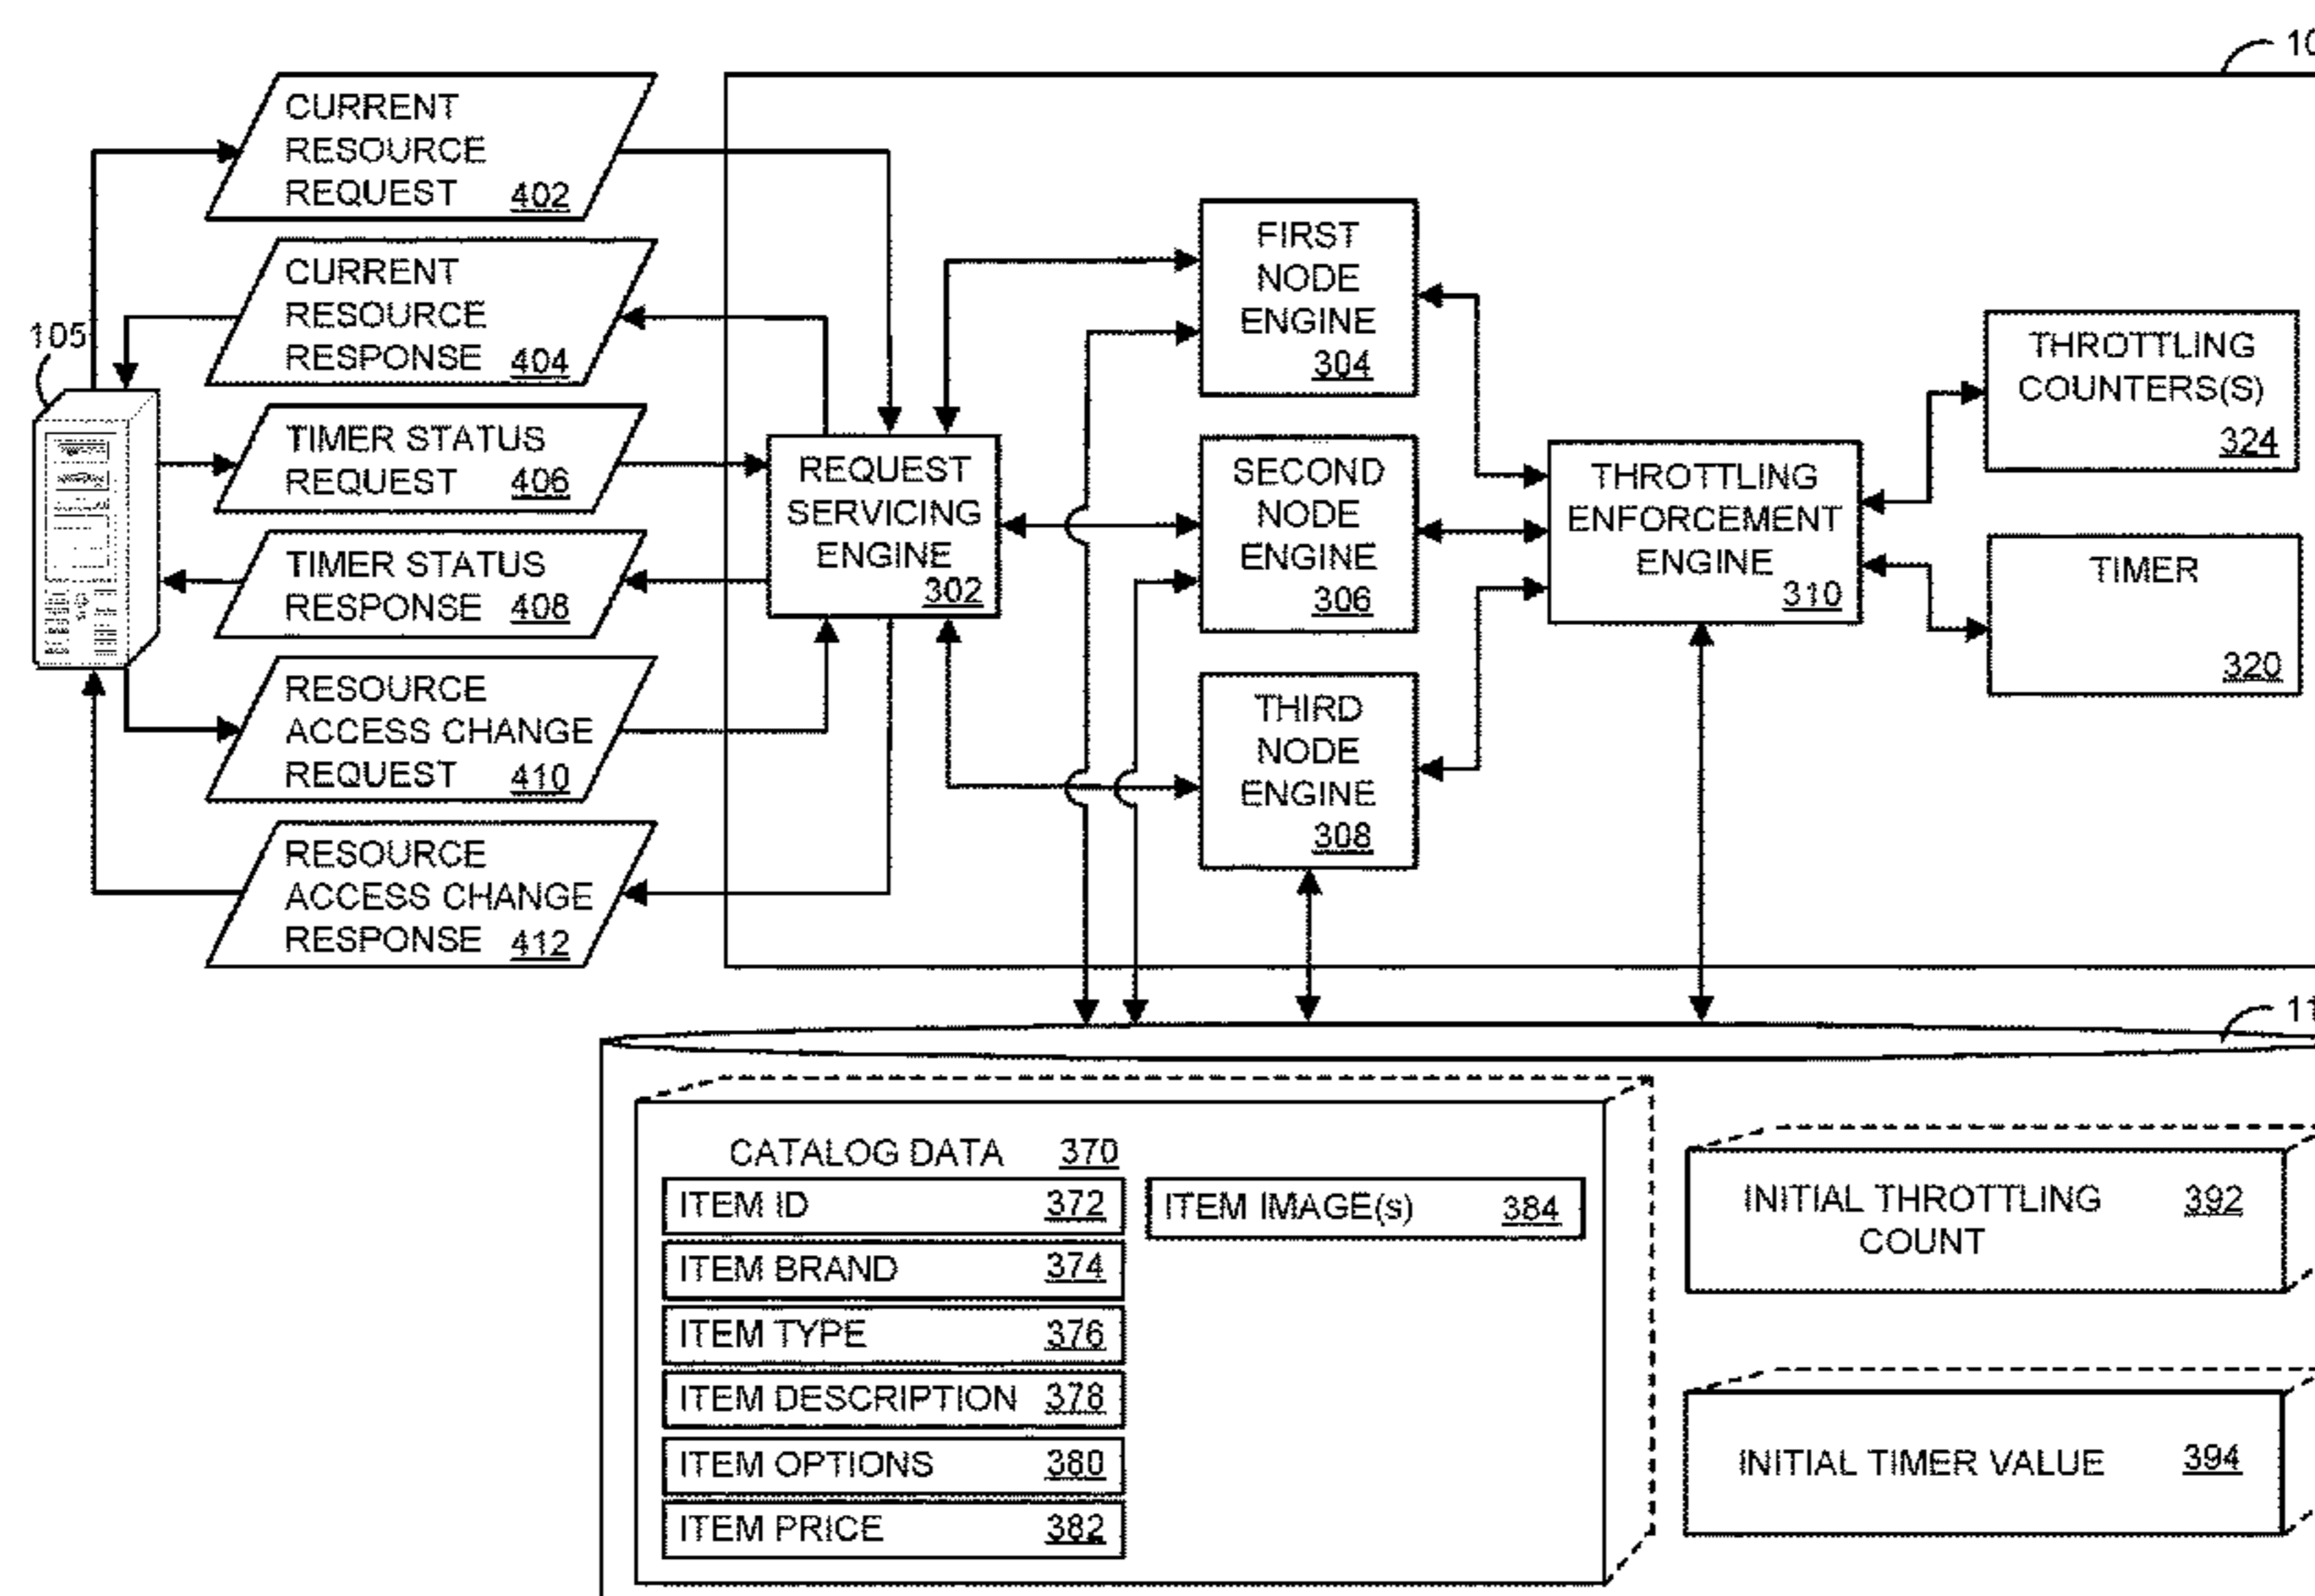 CURRENT
RESOURCE
REQUEST 402
CURRENT
RESOURCE
RESPONSE 404
105
TIMER STATUS
REQUEST 406
TIMER STATUS
RESPONSE 408
RESOURCE
ACCESS CHANGE
REQUEST 410
RESOURCE
ACCESS CHANGE
RESPONSE 412
REQUEST
SERVICING
ENGINE
302
FIRST
NODE
ENGINE
304
SECOND
NODE
ENGINE
306
THIRD
NODE
ENGINE
308
THROTTLING
ENFORCEMENT
ENGINE
310
THROTTLING
COUNTERS(S)
324
TIMER
320
CATALOG DATA 370
ITEM ID 372
ITEM BRAND 374
ITEM TYPE 376
ITEM DESCRIPTION 378
ITEM OPTIONS 380
ITEM PRICE 382
ITEM IMAGE(s) 384
INITIAL THROTTLING 392
COUNT
INITIAL TIMER VALUE 394